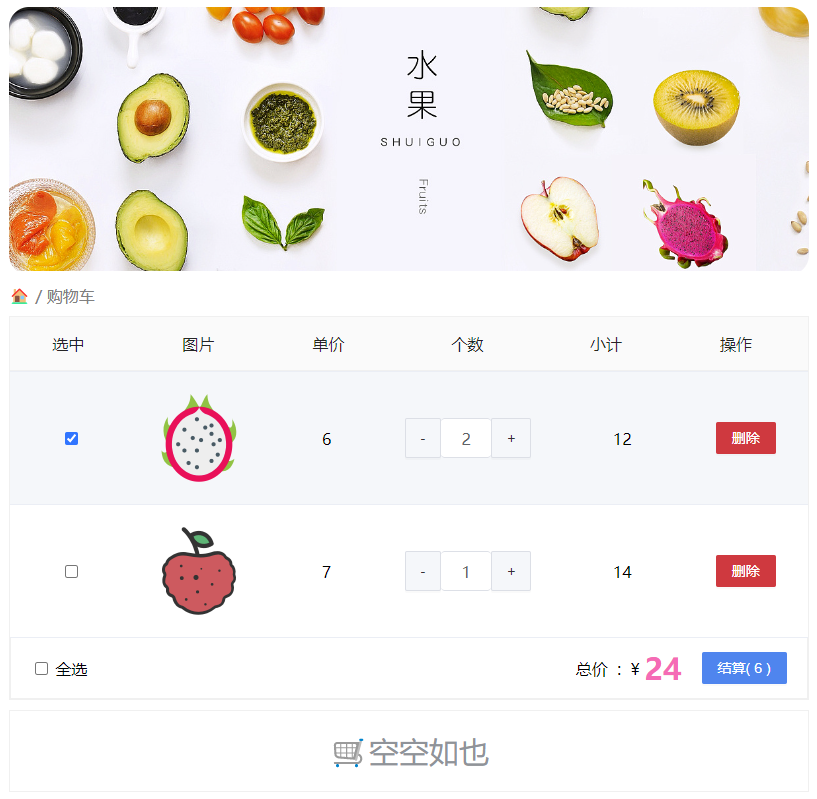 水
果
SHUIGUO
Fruits
/ 购物车
选中 图片 单价 个数 小计 操作
6 - 2 + 12 删除
7 - 1 + 14 删除
全选 总价 : ¥ 24 结算( 6 )
空空如也